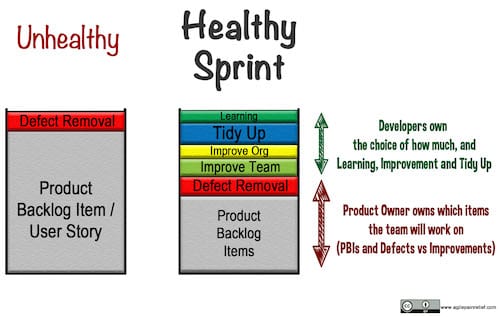 Unhealthy
Healthy
Sprint
Defect Removal
Product
Backlog Item /
User Story
Learning
Tidy Up
Improve Org
Improve Team
Defect Removal
Product
Backlog
Items
Developers own
the choice of how much, and
Learning, Improvement and Tidy Up
Product Owner owns which items
the team will work on
(PBIs and Defects vs Improvements)
www.agilepainrelief.com